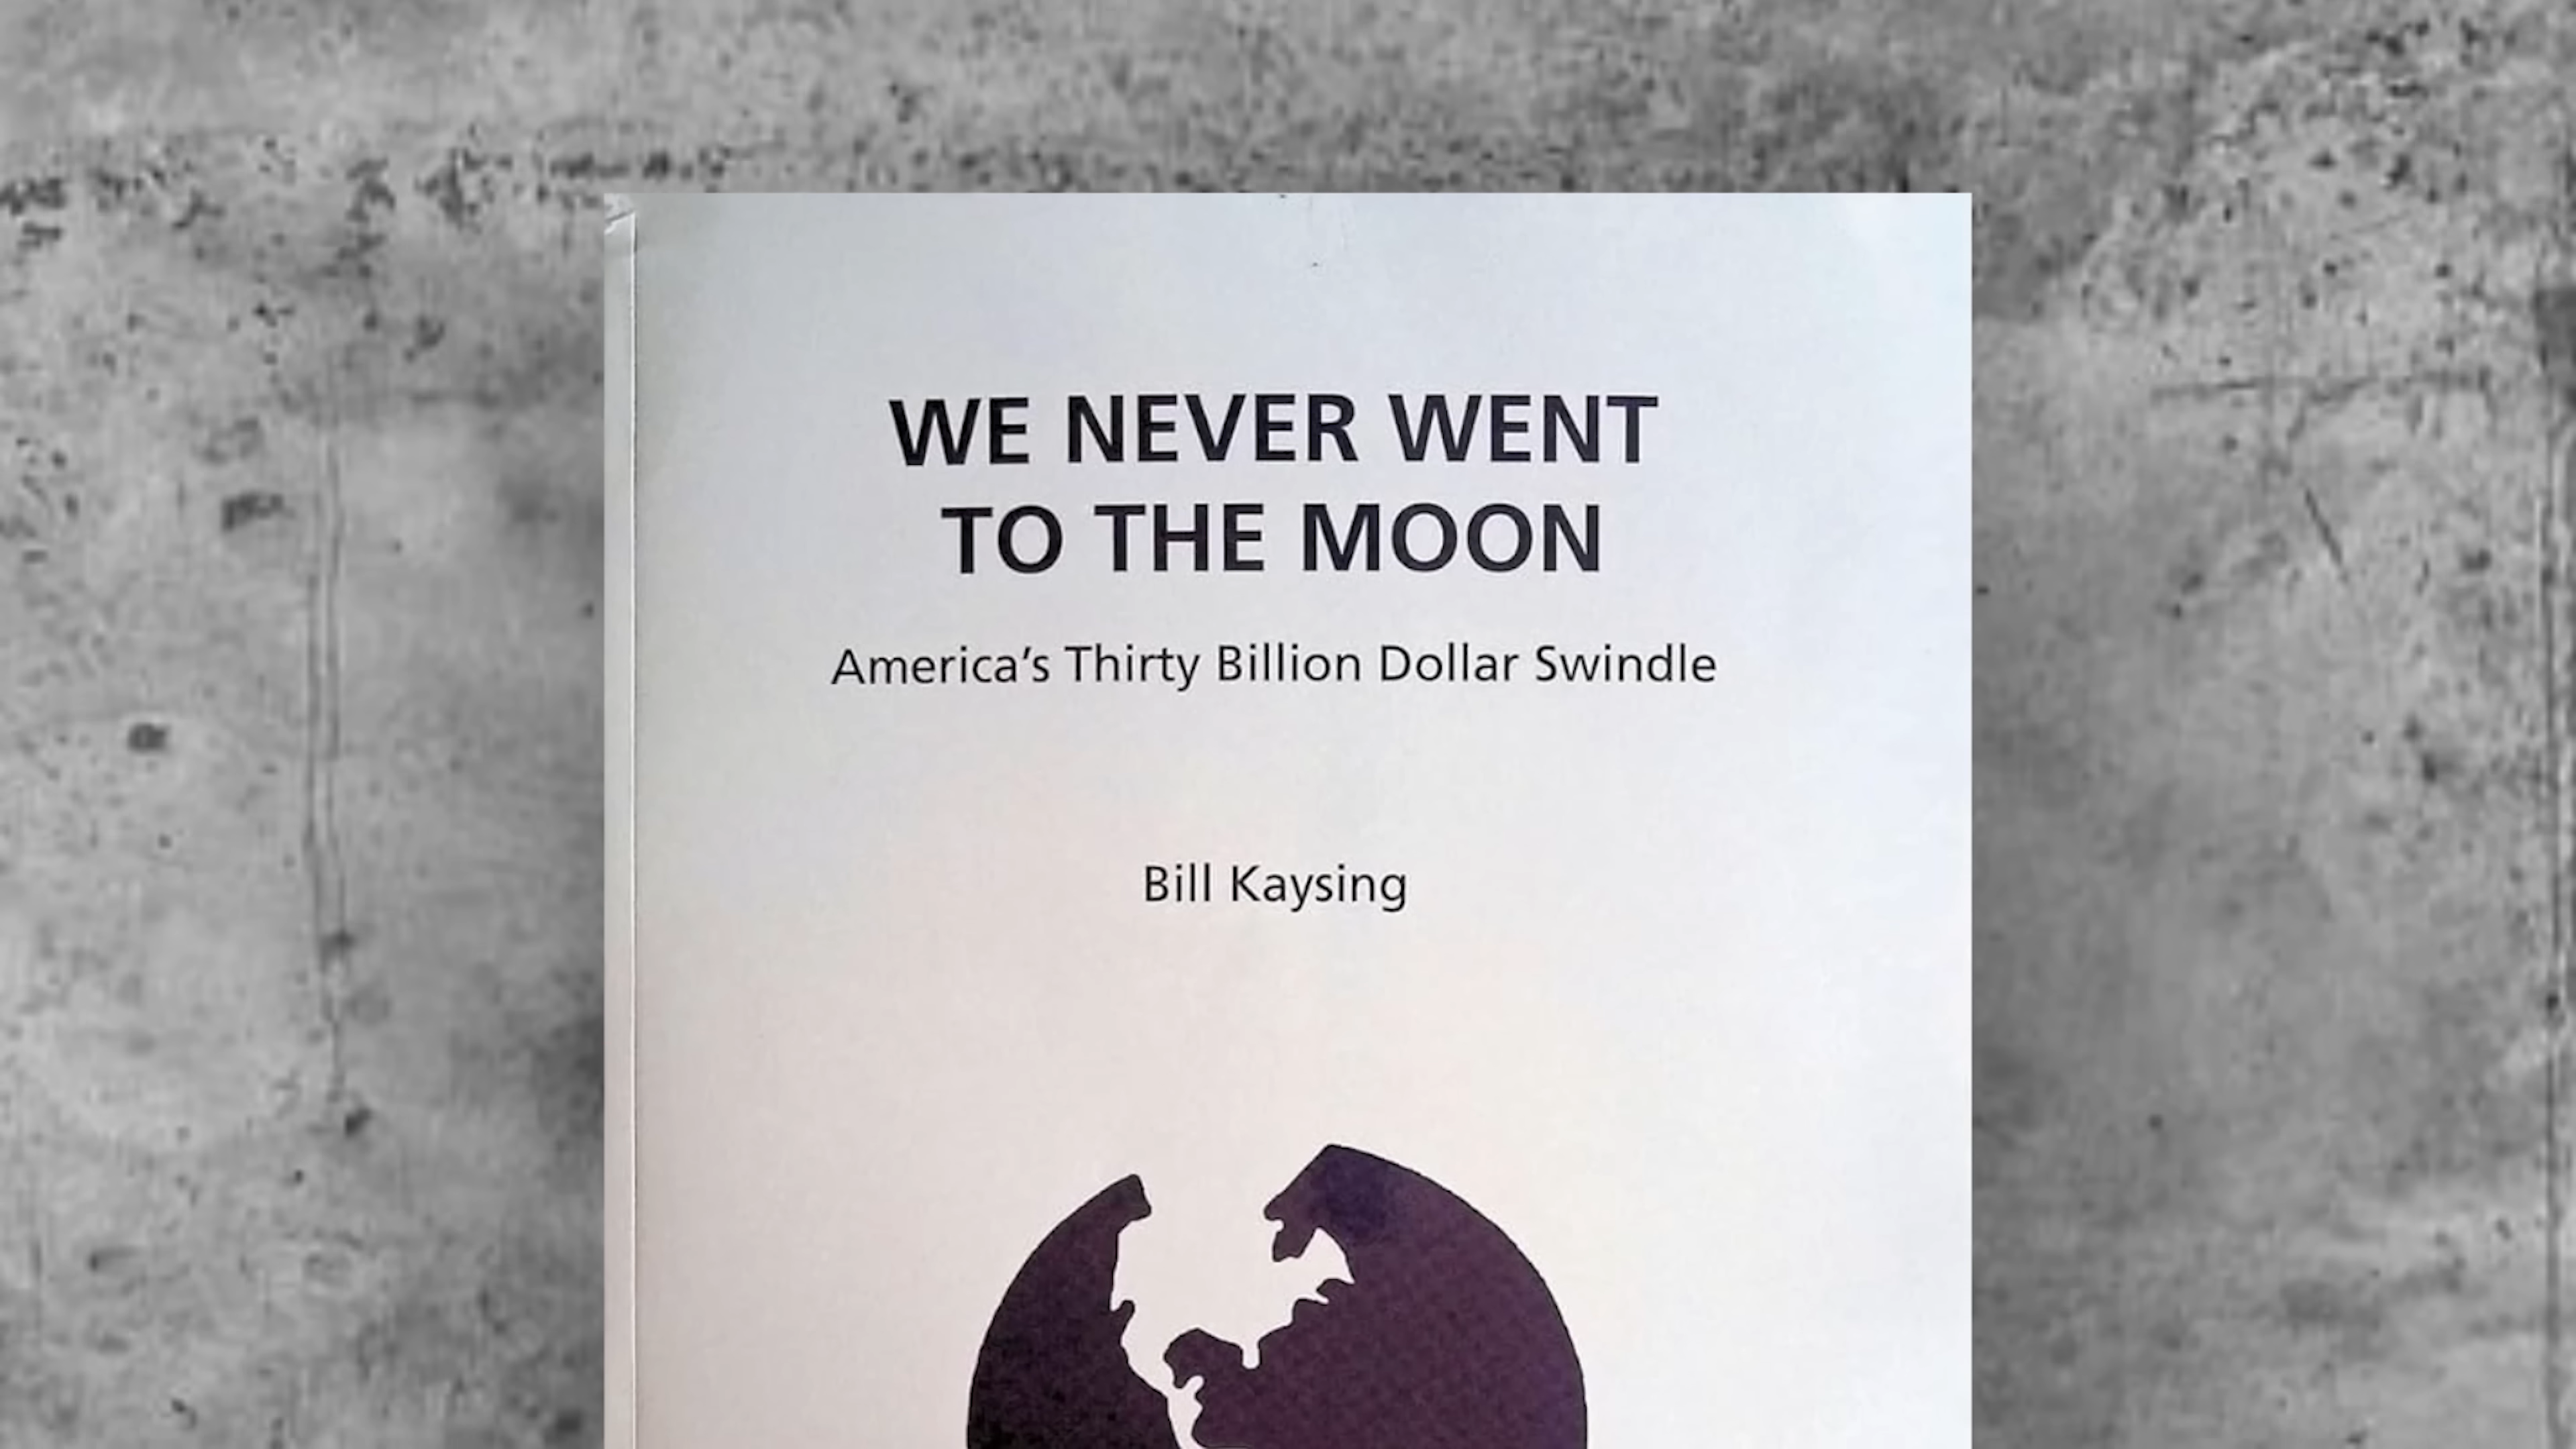 WE NEVER WENT
TO THE MOON
America's Thirty Billion Dollar Swindle
Bill Kaysing